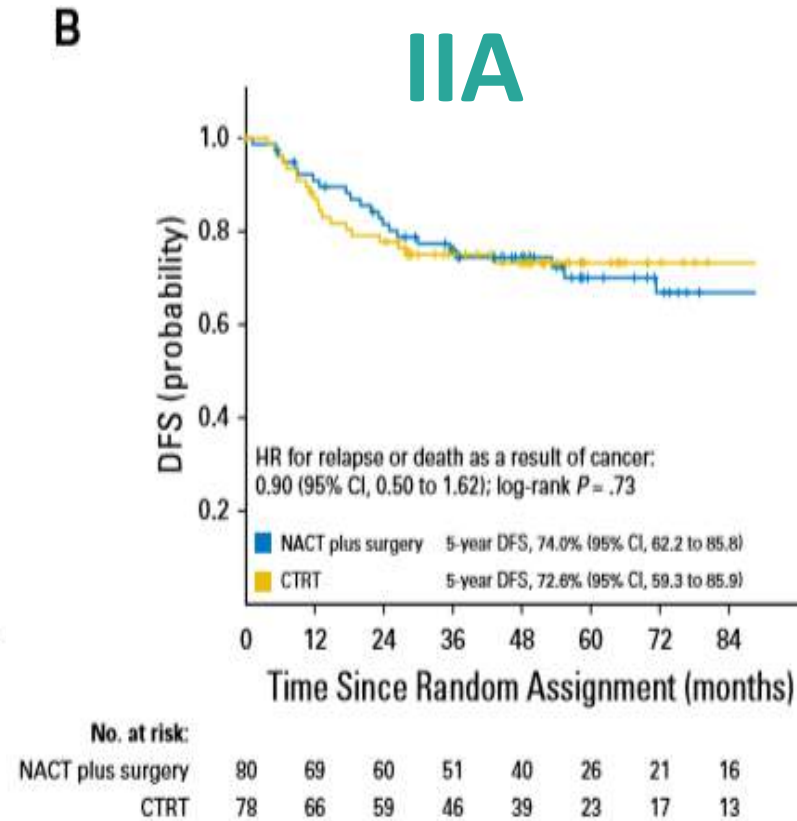 B
IIA
DFS (probability)
1.0
0.8
0.6
0.4
0.2
HR for relapse or death as a result of cancer:
0.90 (95% CI, 0.50 to 1.62); log-rank P = .73
NACT plus surgery 5-year DFS, 74.0% (95% CI, 62.2 to 85.8)
CTRT 5-year DFS, 72.6% (95% CI, 59.3 to 85.9)
0 12 24 36 48 60 72 84
Time Since Random Assignment (months)
No. at risk:
NACT plus surgery 80 69 60 51 40 26 21 16
CTRT 78 66 59 46 39 23 17 13